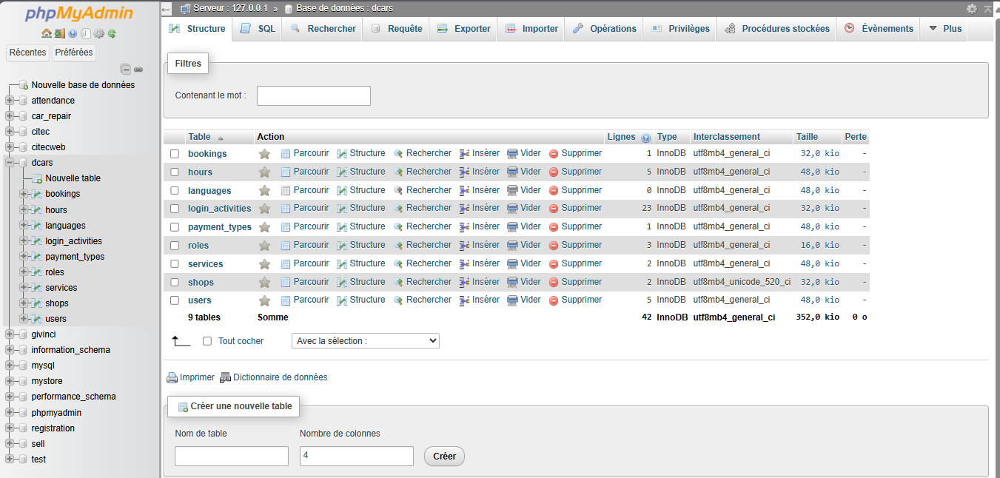 phpMyAdmin
Récentes Préférées
Nouvelle base de données
attendance
car_repair
citec
citecweb
dcars
Nouvelle table
bookings
hours
languages
login_activities
payment_types
roles
services
shops
users
givinci
information_schema
mysql
mystore
performance_schema
phpmyadmin
registration
sell
test
Serveur : 127.0.0.1 » Base de données : dcars
Structure SQL Rechercher Requête Exporter Importer Opérations Privilèges Procédures stockées Évènements Plus
Filtres
Contenant le mot :
Table Action Lignes Type Interclassement Taille Perte
bookings Parcourir Structure Rechercher Insérer Vider Supprimer 1 InnoDB utf8mb4_general_ci 32,0 kio -
hours Parcourir Structure Rechercher Insérer Vider Supprimer 5 InnoDB utf8mb4_general_ci 48,0 kio -
languages Parcourir Structure Rechercher Insérer Vider Supprimer 0 InnoDB utf8mb4_general_ci 48,0 kio -
login_activities Parcourir Structure Rechercher Insérer Vider Supprimer 23 InnoDB utf8mb4_general_ci 32,0 kio -
payment_types Parcourir Structure Rechercher Insérer Vider Supprimer 1 InnoDB utf8mb4_general_ci 48,0 kio -
roles Parcourir Structure Rechercher Insérer Vider Supprimer 3 InnoDB utf8mb4_general_ci 16,0 kio -
services Parcourir Structure Rechercher Insérer Vider Supprimer 2 InnoDB utf8mb4_general_ci 48,0 kio -
shops Parcourir Structure Rechercher Insérer Vider Supprimer 2 InnoDB utf8mb4_unicode_520_ci 32,0 kio -
users Parcourir Structure Rechercher Insérer Vider Supprimer 5 InnoDB utf8mb4_general_ci 48,0 kio -
9 tables Somme 42 InnoDB utf8mb4_general_ci 352,0 kio 0 o
Tout cocher Avec la sélection :
Imprimer Dictionnaire de données
Créer une nouvelle table
Nom de table Nombre de colonnes
4 Créer